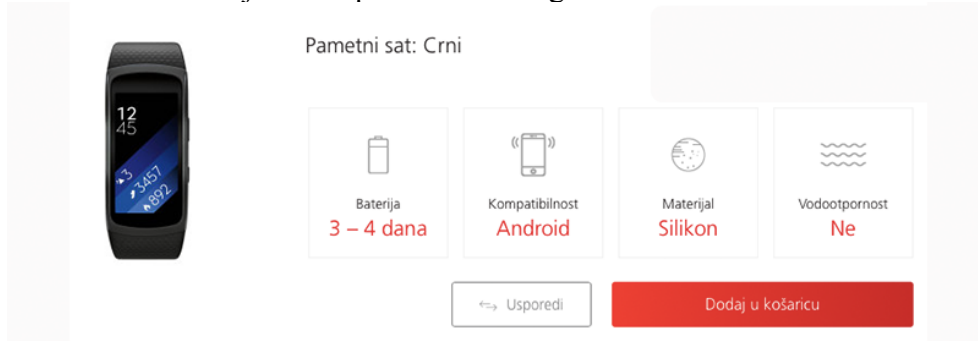 Pametni sat: Crni
12
45
3
3457
892
Baterija
3 – 4 dana
Kompatibilnost
Android
Materijal
Silikon
Vodootpornost
Ne
Usporedi
Dodaj u košaricu